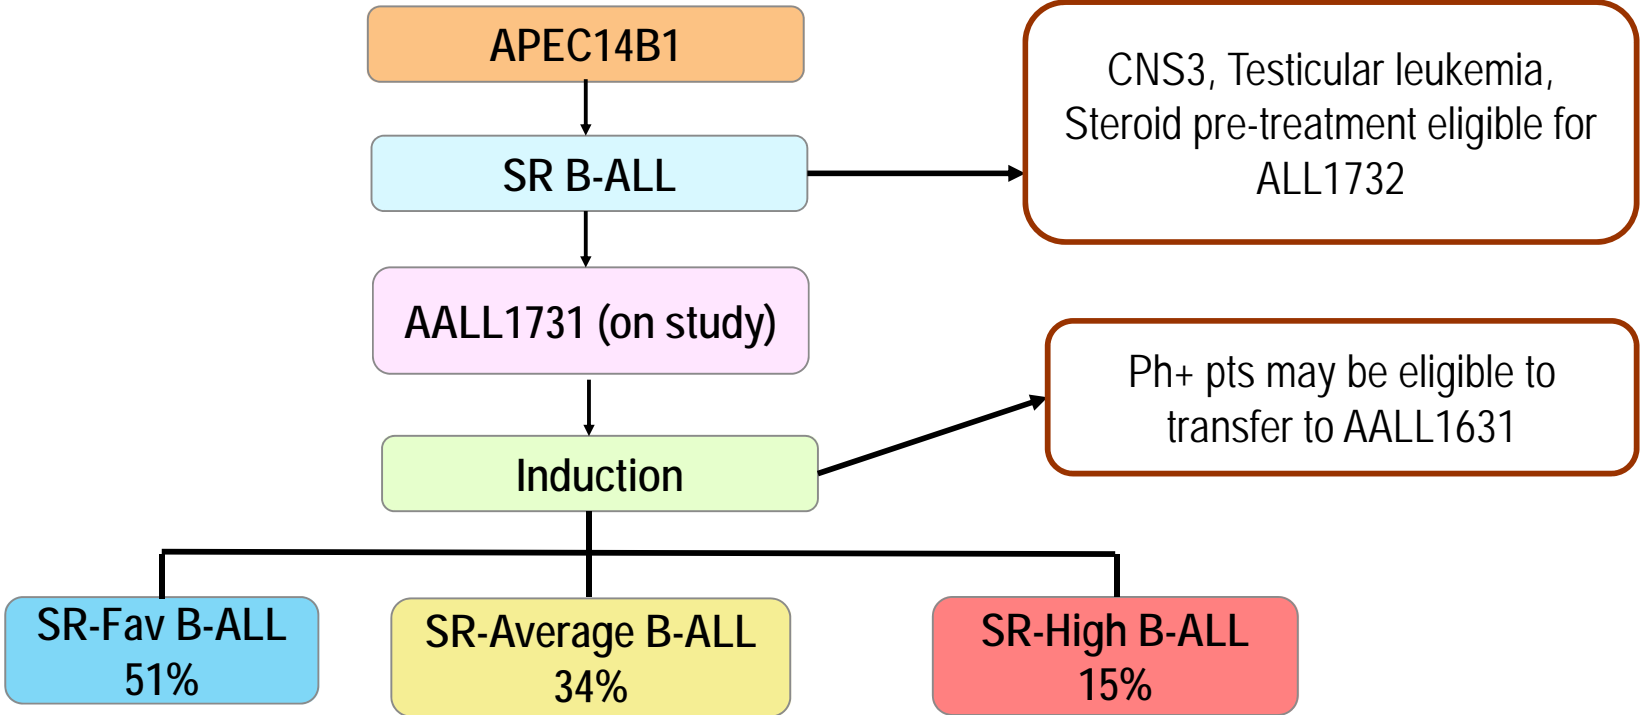 APEC14B1
CNS3, Testicular leukemia,
Steroid pre-treatment eligible for
ALL1732
SR B-ALL
AALL1731 (on study)
Ph+ pts may be eligible to
transfer to AALL1631
Induction
SR-Fav B-ALL
51%
SR-Average B-ALL
34%
SR-High B-ALL
15%